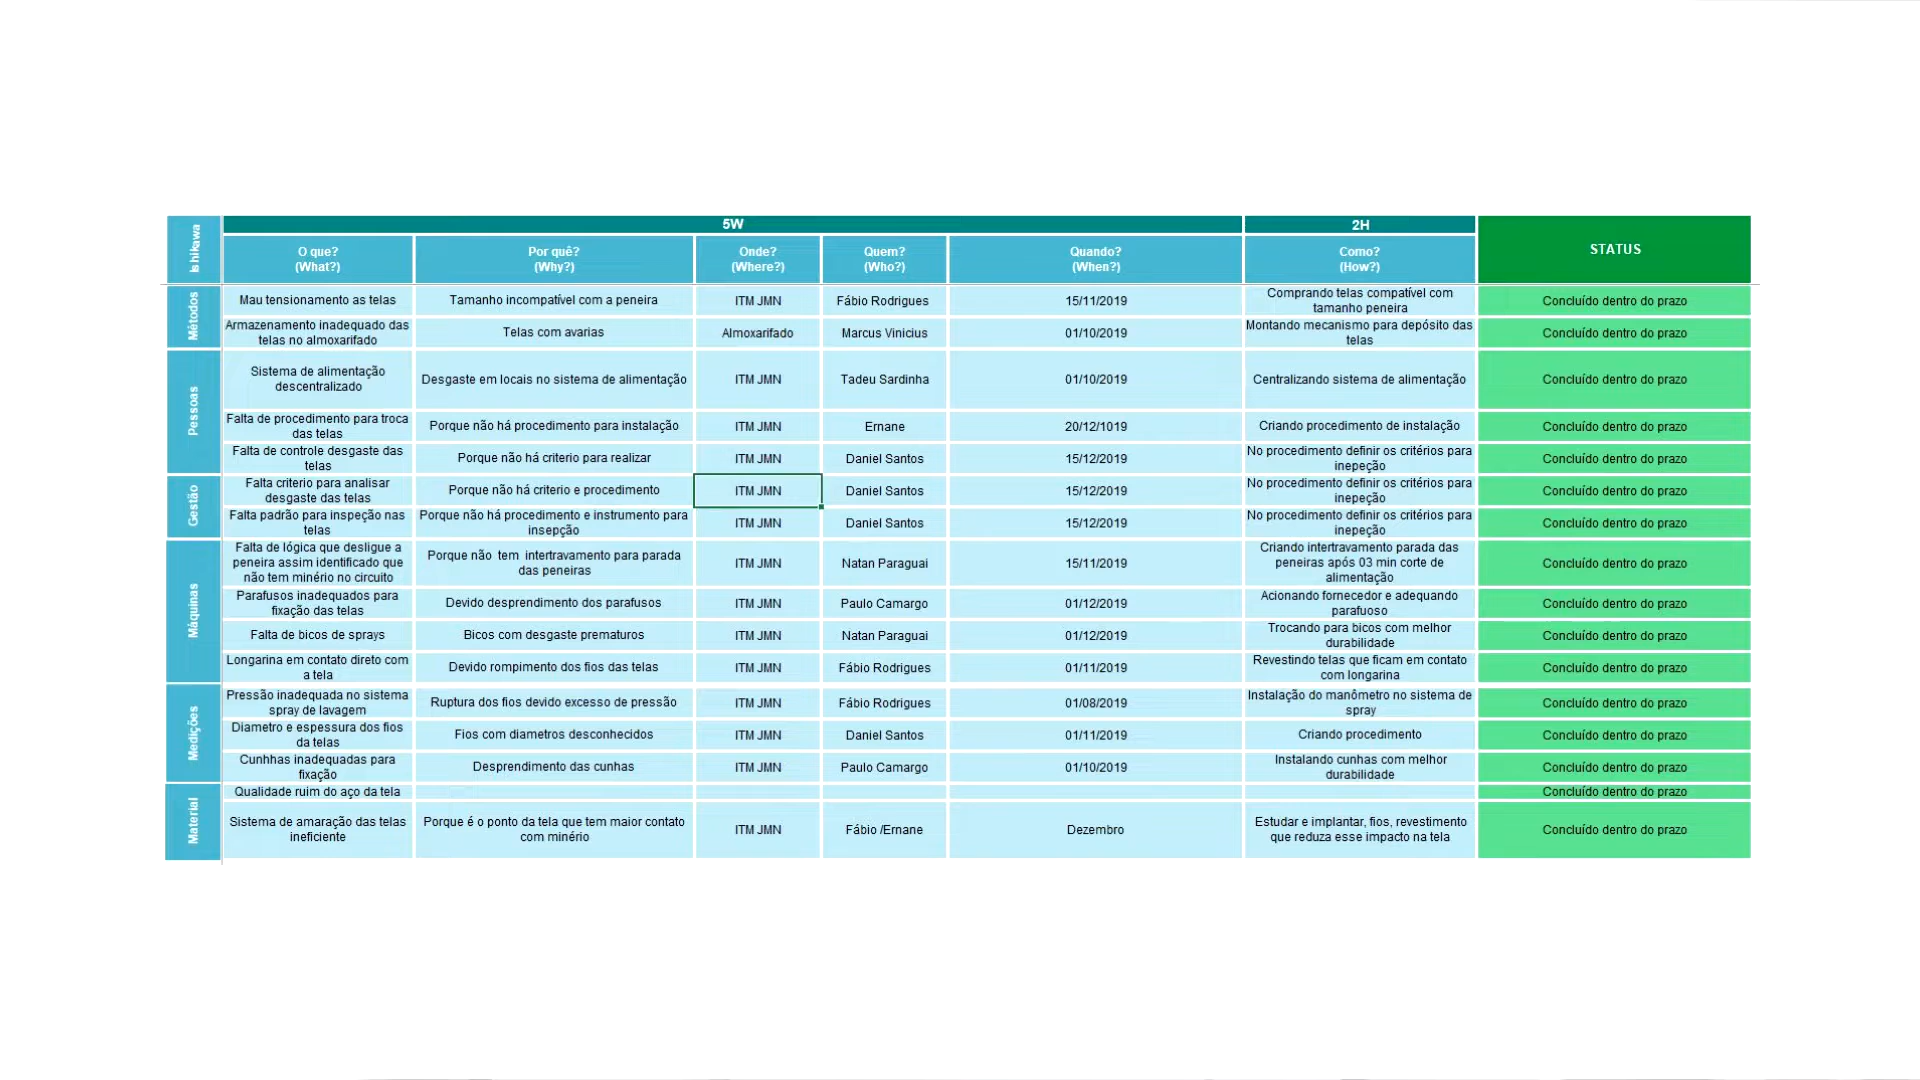 Ishikawa
5W
2H
STATUS
O que?
(What?)
Por quê?
(Why?)
Onde?
(Where?)
Quem?
(Who?)
Quando?
(When?)
Como?
(How?)
Métodos
Mau tensionamento as telas
Tamanho incompatível com a peneira
ITM JMN
Fábio Rodrigues
15/11/2019
Comprando telas compatível com
tamanho peneira
Concluído dentro do prazo
Armazenamento inadequado das
telas no almoxarifado
Telas com avarias
Almoxarifado
Marcus Vinicius
01/10/2019
Montando mecanismo para depósito das
telas
Concluído dentro do prazo
Pessoas
Sistema de alimentação
descentralizado
Desgaste em locais no sistema de alimentação
ITM JMN
Tadeu Sardinha
01/10/2019
Centralizando sistema de alimentação
Concluído dentro do prazo
Falta de procedimento para troca
das telas
Porque não há procedimento para instalação
ITM JMN
Ernane
20/12/1019
Criando procedimento de instalação
Concluído dentro do prazo
Falta de controle desgaste das
telas
Porque não há criterio para realizar
ITM JMN
Daniel Santos
15/12/2019
No procedimento definir os critérios para
inepeção
Concluído dentro do prazo
Gestão
Falta criterio para analisar
desgaste das telas
Porque não há criterio e procedimento
ITM JMN
Daniel Santos
15/12/2019
No procedimento definir os critérios para
inepeção
Concluído dentro do prazo
Falta padrão para inspeção nas
telas
Porque não há procedimento e instrumento para
insepção
ITM JMN
Daniel Santos
15/12/2019
No procedimento definir os critérios para
inepeção
Concluído dentro do prazo
Máquinas
Falta de lógica que desligue a
peneira assim identificado que
não tem minério no circuito
Porque não tem intertravamento para parada
das peneiras
ITM JMN
Natan Paraguai
15/11/2019
Criando intertravamento parada das
peneiras após 03 min corte de
alimentação
Concluído dentro do prazo
Parafusos inadequados para
fixação das telas
Devido desprendimento dos parafusos
ITM JMN
Paulo Camargo
01/12/2019
Acionando fornecedor e adequando
parafuoso
Concluído dentro do prazo
Falta de bicos de sprays
Bicos com desgaste prematuros
ITM JMN
Natan Paraguai
01/12/2019
Trocando para bicos com melhor
durabilidade
Concluído dentro do prazo
Longarina em contato direto com
a tela
Devido rompimento dos fios das telas
ITM JMN
Fábio Rodrigues
01/11/2019
Revestindo telas que ficam em contato
com longarina
Concluído dentro do prazo
Medições
Pressão inadequada no sistema
spray de lavagem
Ruptura dos fios devido excesso de pressão
ITM JMN
Fábio Rodrigues
01/08/2019
Instalação do manômetro no sistema de
spray
Concluído dentro do prazo
Diametro e espessura dos fios
da telas
Fios com diametros desconhecidos
ITM JMN
Daniel Santos
01/11/2019
Criando procedimento
Concluído dentro do prazo
Cunhhas inadequadas para
fixação
Desprendimento das cunhas
ITM JMN
Paulo Camargo
01/10/2019
Instalando cunhas com melhor
durabilidade
Concluído dentro do prazo
Material
Qualidade ruim do aço da tela
Concluído dentro do prazo
Sistema de amaração das telas
ineficiente
Porque é o ponto da tela que tem maior contato
com minério
ITM JMN
Fábio /Ernane
Dezembro
Estudar e implantar, fios, revestimento
que reduza esse impacto na tela
Concluído dentro do prazo